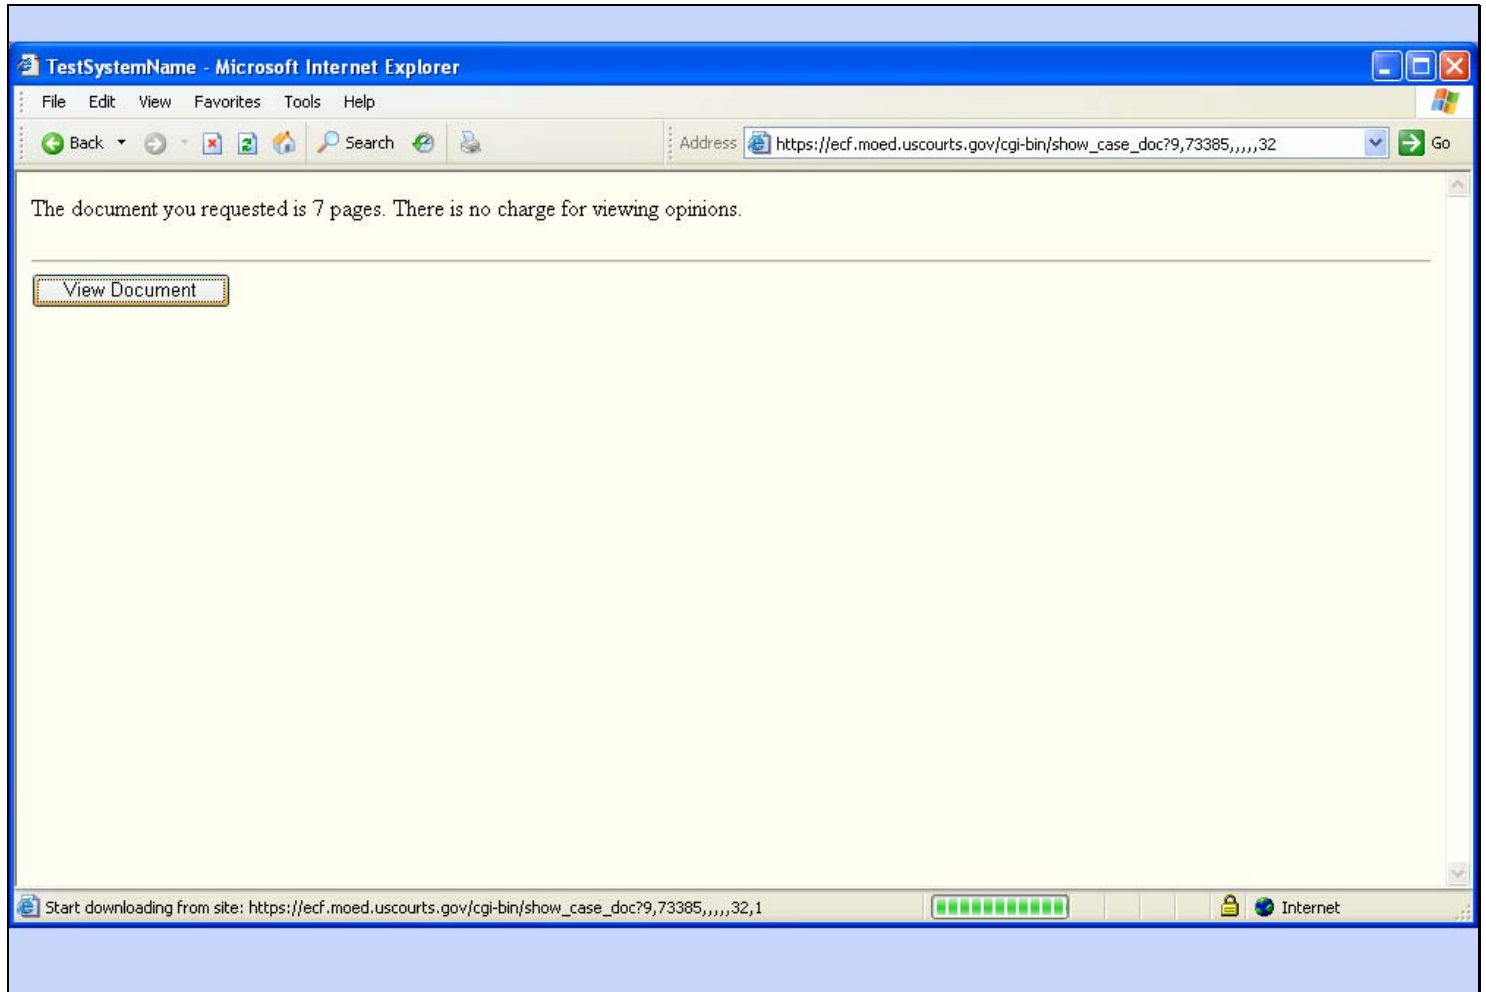 TestSystemName - Microsoft Internet Explorer
File Edit View Favorites Tools Help
Back Search Address https://ecf.moed.uscourts.gov/cgi-bin/show_case_doc?9,73385,,,,,32 Go
The document you requested is 7 pages. There is no charge for viewing opinions.
View Document
Start downloading from site: https://ecf.moed.uscourts.gov/cgi-bin/show_case_doc?9,73385,,,,,32,1 Internet